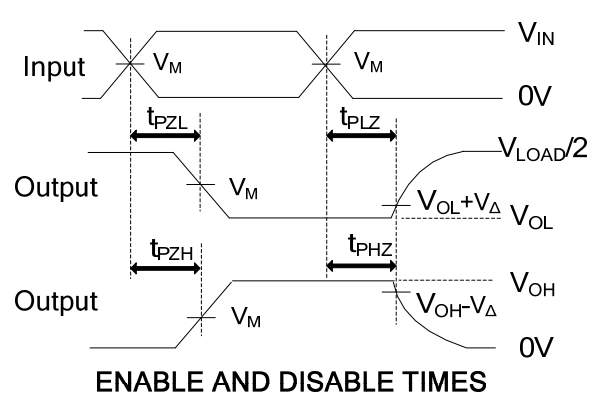 V_IN
Input
V_M
V_M
0V
t_PZL
t_PLZ
V_LOAD/2
Output
V_M
V_OL+V_Δ
V_OL
t_PZH
t_PHZ
Output
V_M
V_OH
V_OH-V_Δ
0V
ENABLE AND DISABLE TIMES